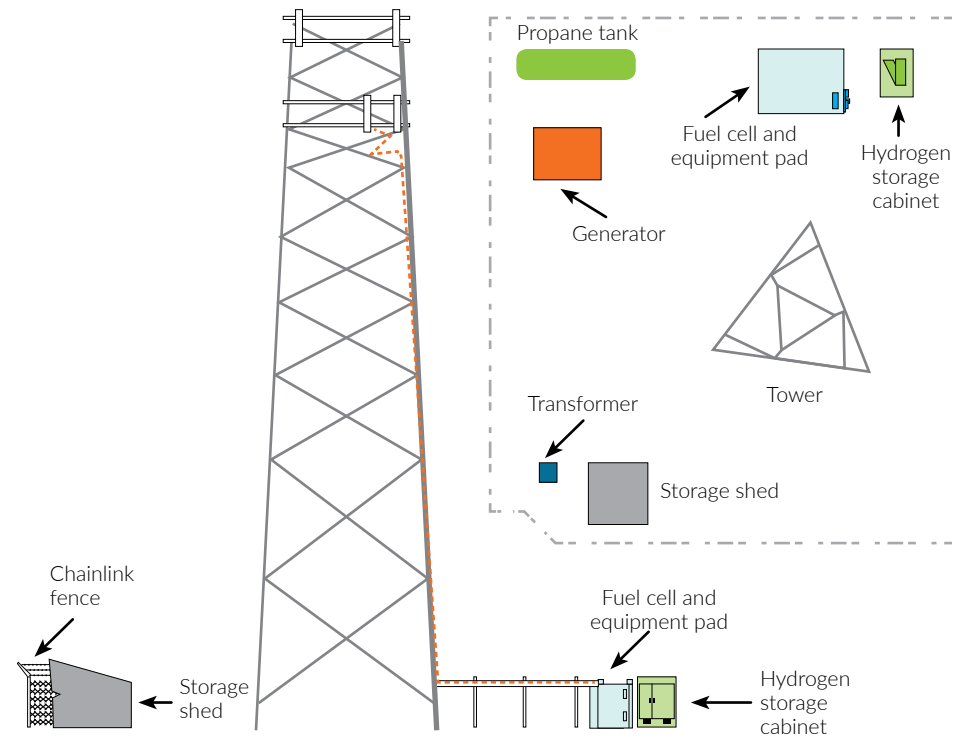 Propane tank
Fuel cell and
equipment pad
Hydrogen
storage
cabinet
Generator
Tower
Transformer
Storage shed
Chainlink
fence
Storage
shed
Fuel cell and
equipment pad
Hydrogen
storage
cabinet